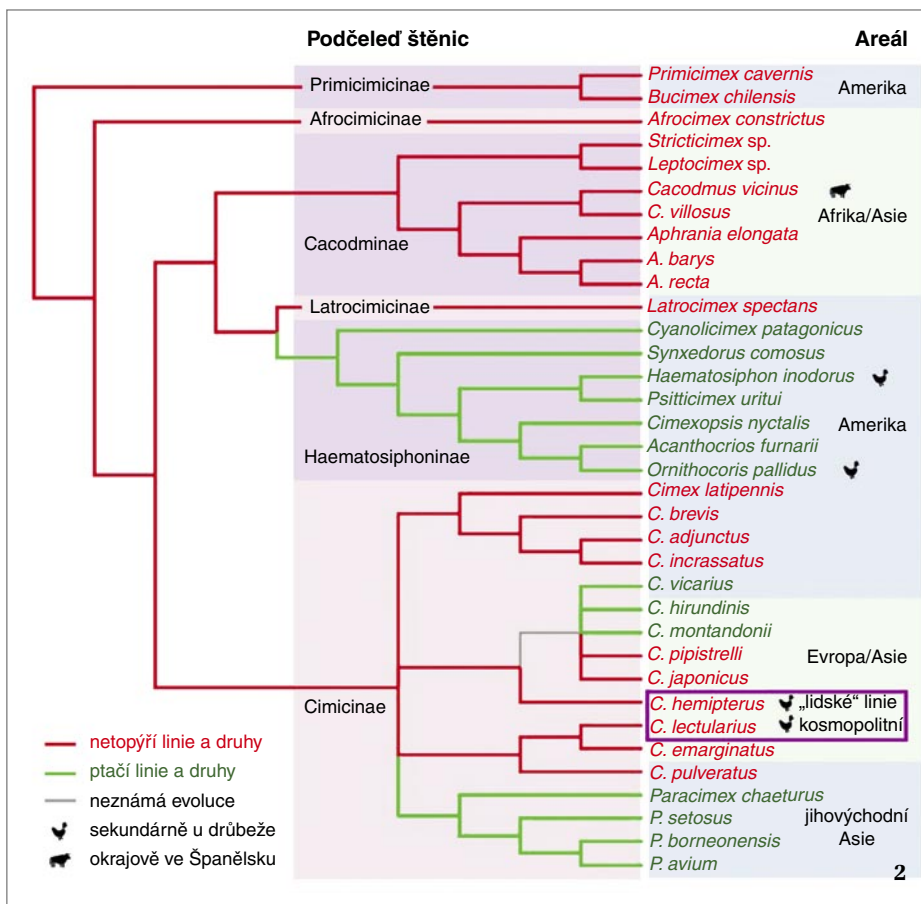 Podčeleď štěnic
Areál
Primicimicinae
Primicimex cavernis
Bucimex chilensis
Amerika
Afrocimicinae
Afrocimex constrictus
Stricticimex sp.
Leptocimex sp.
Cacodmus vicinus
C. villosus
Afrika/Asie
Cacodminae
Aphrania elongata
A. barys
A. recta
Latrocimicinae
Latrocimex spectans
Cyanolicimex patagonicus
Synxedorus comosus
Haematosiphon inodorus
Psitticimex uritui
Cimexopsis nyctalis
Amerika
Acanthocrios furnarii
Haematosiphoninae
Ornithocoris pallidus
Cimex latipennis
C. brevis
C. adjunctus
C. incrassatus
C. vicarius
C. hirundinis
C. montandonii
C. pipistrelli
Evropa/Asie
C. japonicus
Cimicinae
C. hemipterus
„lidské“ linie
C. lectularius
kosmopolitní
C. emarginatus
C. pulveratus
Paracimex chaeturus
P. setosus
jihovýchodní
Asie
P. borneonensis
P. avium
netopýří linie a druhy
ptačí linie a druhy
neznámá evoluce
sekundárně u drůbeže
okrajově ve Španělsku
2